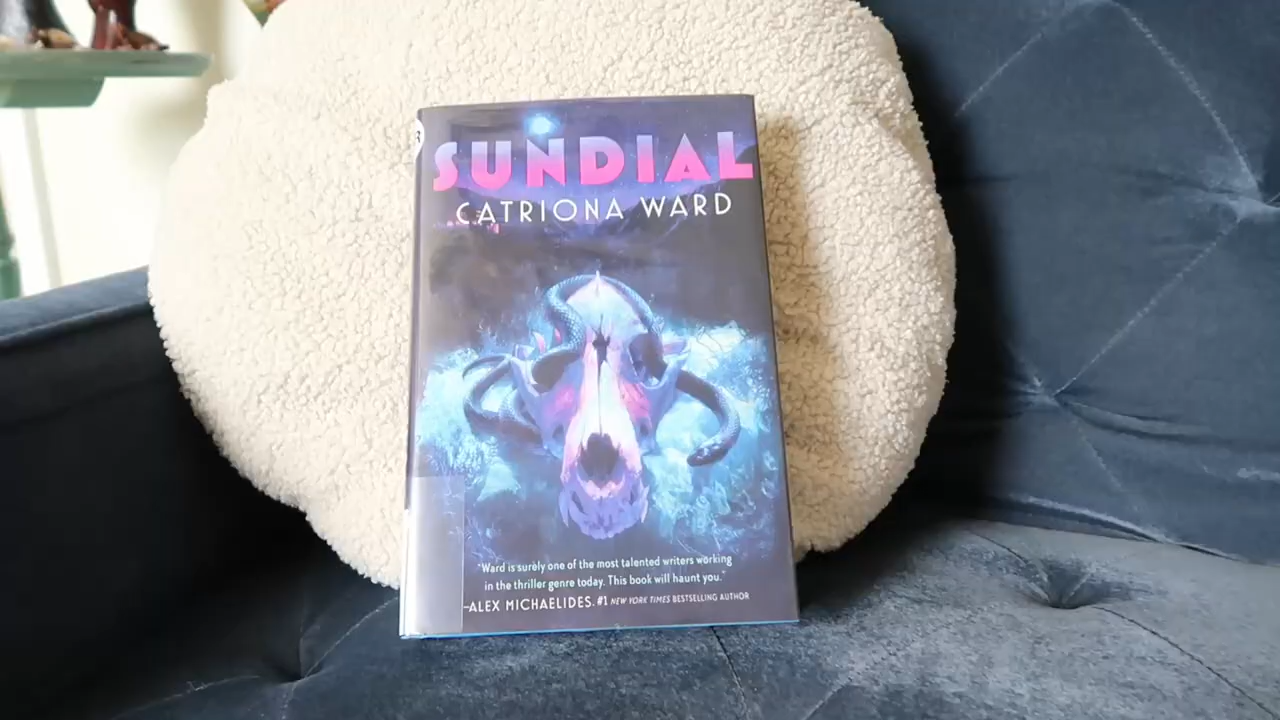 SUNDIAL
CATRIONA WARD
"Ward is surely one of the most talented writers working
in the thriller genre today. This book will haunt you."
–ALEX MICHAELIDES, #1 NEW YORK TIMES BESTSELLING AUTHOR